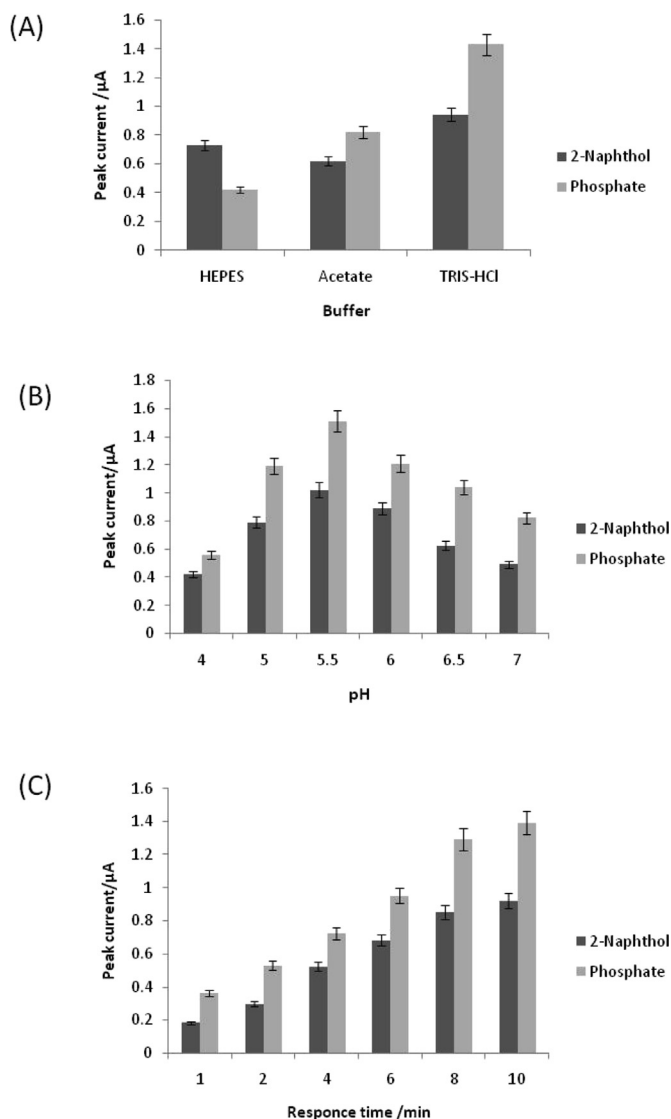 (A)
Peak current /µA
1.6
1.4
1.2
1
0.8
0.6
0.4
0.2
0
HEPES Acetate TRIS-HCl
Buffer
2-Naphthol
Phosphate
(B)
Peak current/µA
1.8
1.6
1.4
1.2
1
0.8
0.6
0.4
0.2
0
4 5 5.5 6 6.5 7
pH
2-Naphthol
Phosphate
(C)
Peak current/µA
1.6
1.4
1.2
1
0.8
0.6
0.4
0.2
0
1 2 4 6 8 10
Responce time /min
2-Naphthol
Phosphate